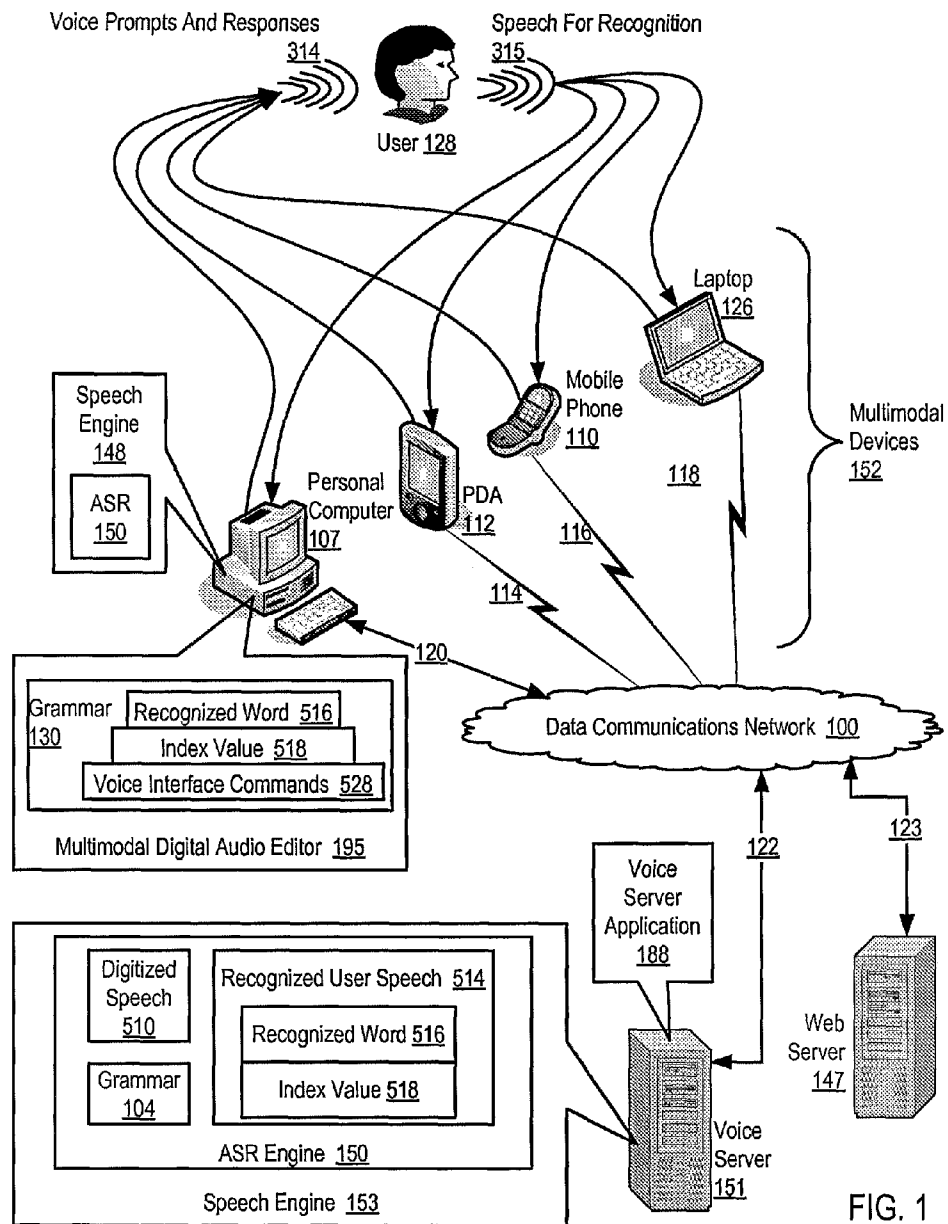 Voice Prompts And Responses
314
Speech For Recognition
315
User 128
Laptop
126
Speech
Engine
148
ASR
150
Mobile
Phone
110
Multimodal
Devices
152
Personal
Computer
107
PDA
112
118
116
114
120
Grammar
130
Recognized Word 516
Index Value 518
Voice Interface Commands 528
Multimodal Digital Audio Editor 195
Data Communications Network 100
122
123
Voice
Server
Application
188
Digitized
Speech
510
Recognized User Speech 514
Recognized Word 516
Index Value 518
Grammar
104
ASR Engine 150
Speech Engine 153
Voice
Server
151
Web
Server
147
FIG. 1